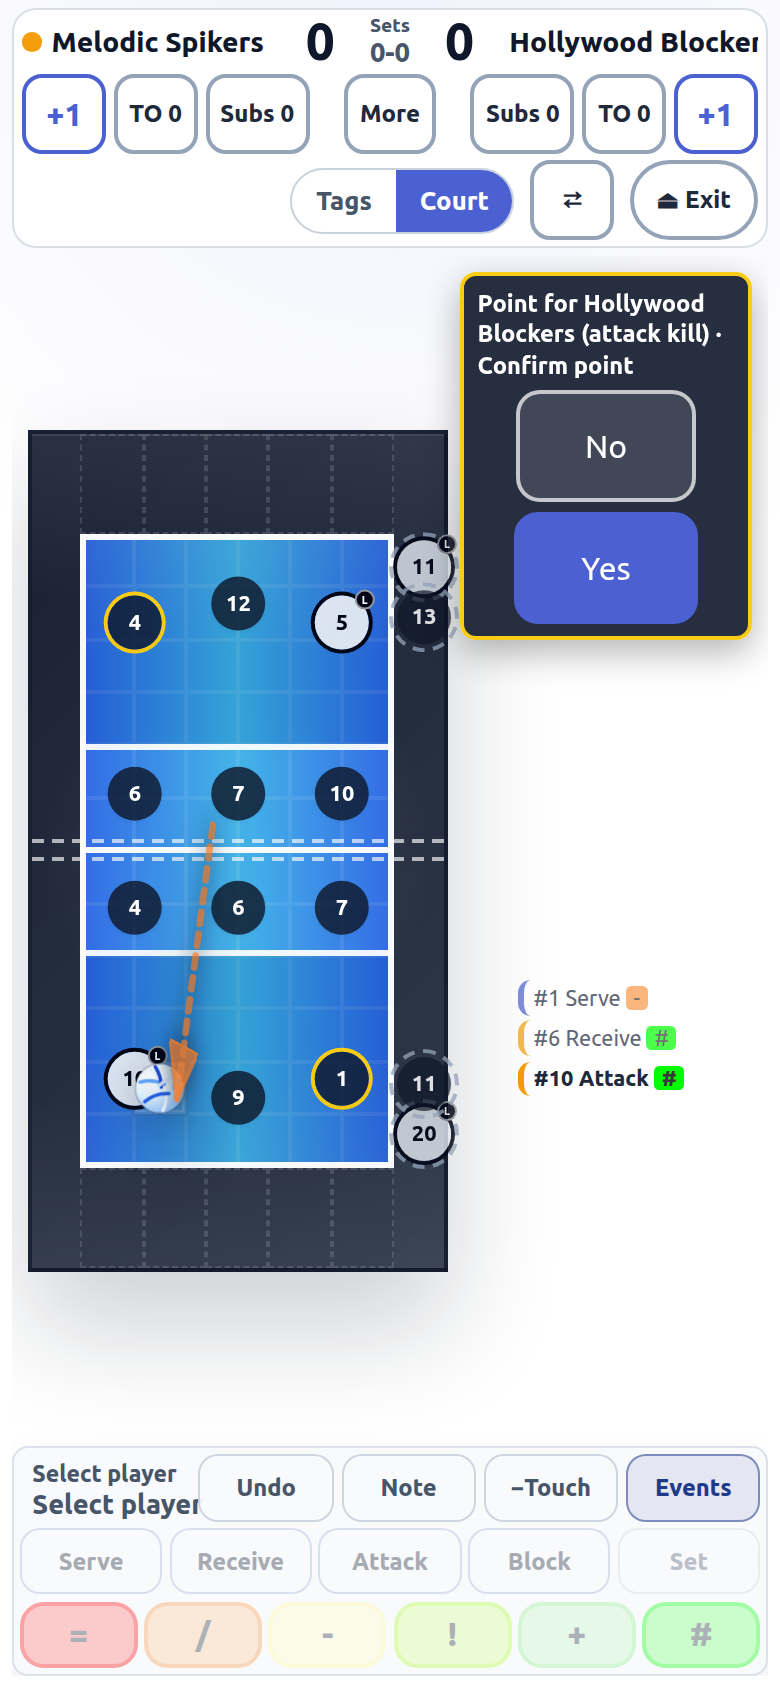 Melodic Spikers 0 Sets 0-0 0 Hollywood Blocker
+1 TO 0 Subs 0 More Subs 0 TO 0 +1
Tags Court ⇄ ⏏ Exit
Point for Hollywood
Blockers (attack kill) ·
Confirm point
No
Yes
L
11
13
4 12 5 L
6 7 10
4 6 7
#1 Serve -
#6 Receive #
#10 Attack #
L
9 1
11
L
20
Select player
Select player
Undo Note −Touch Events
Serve Receive Attack Block Set
= / - ! + #